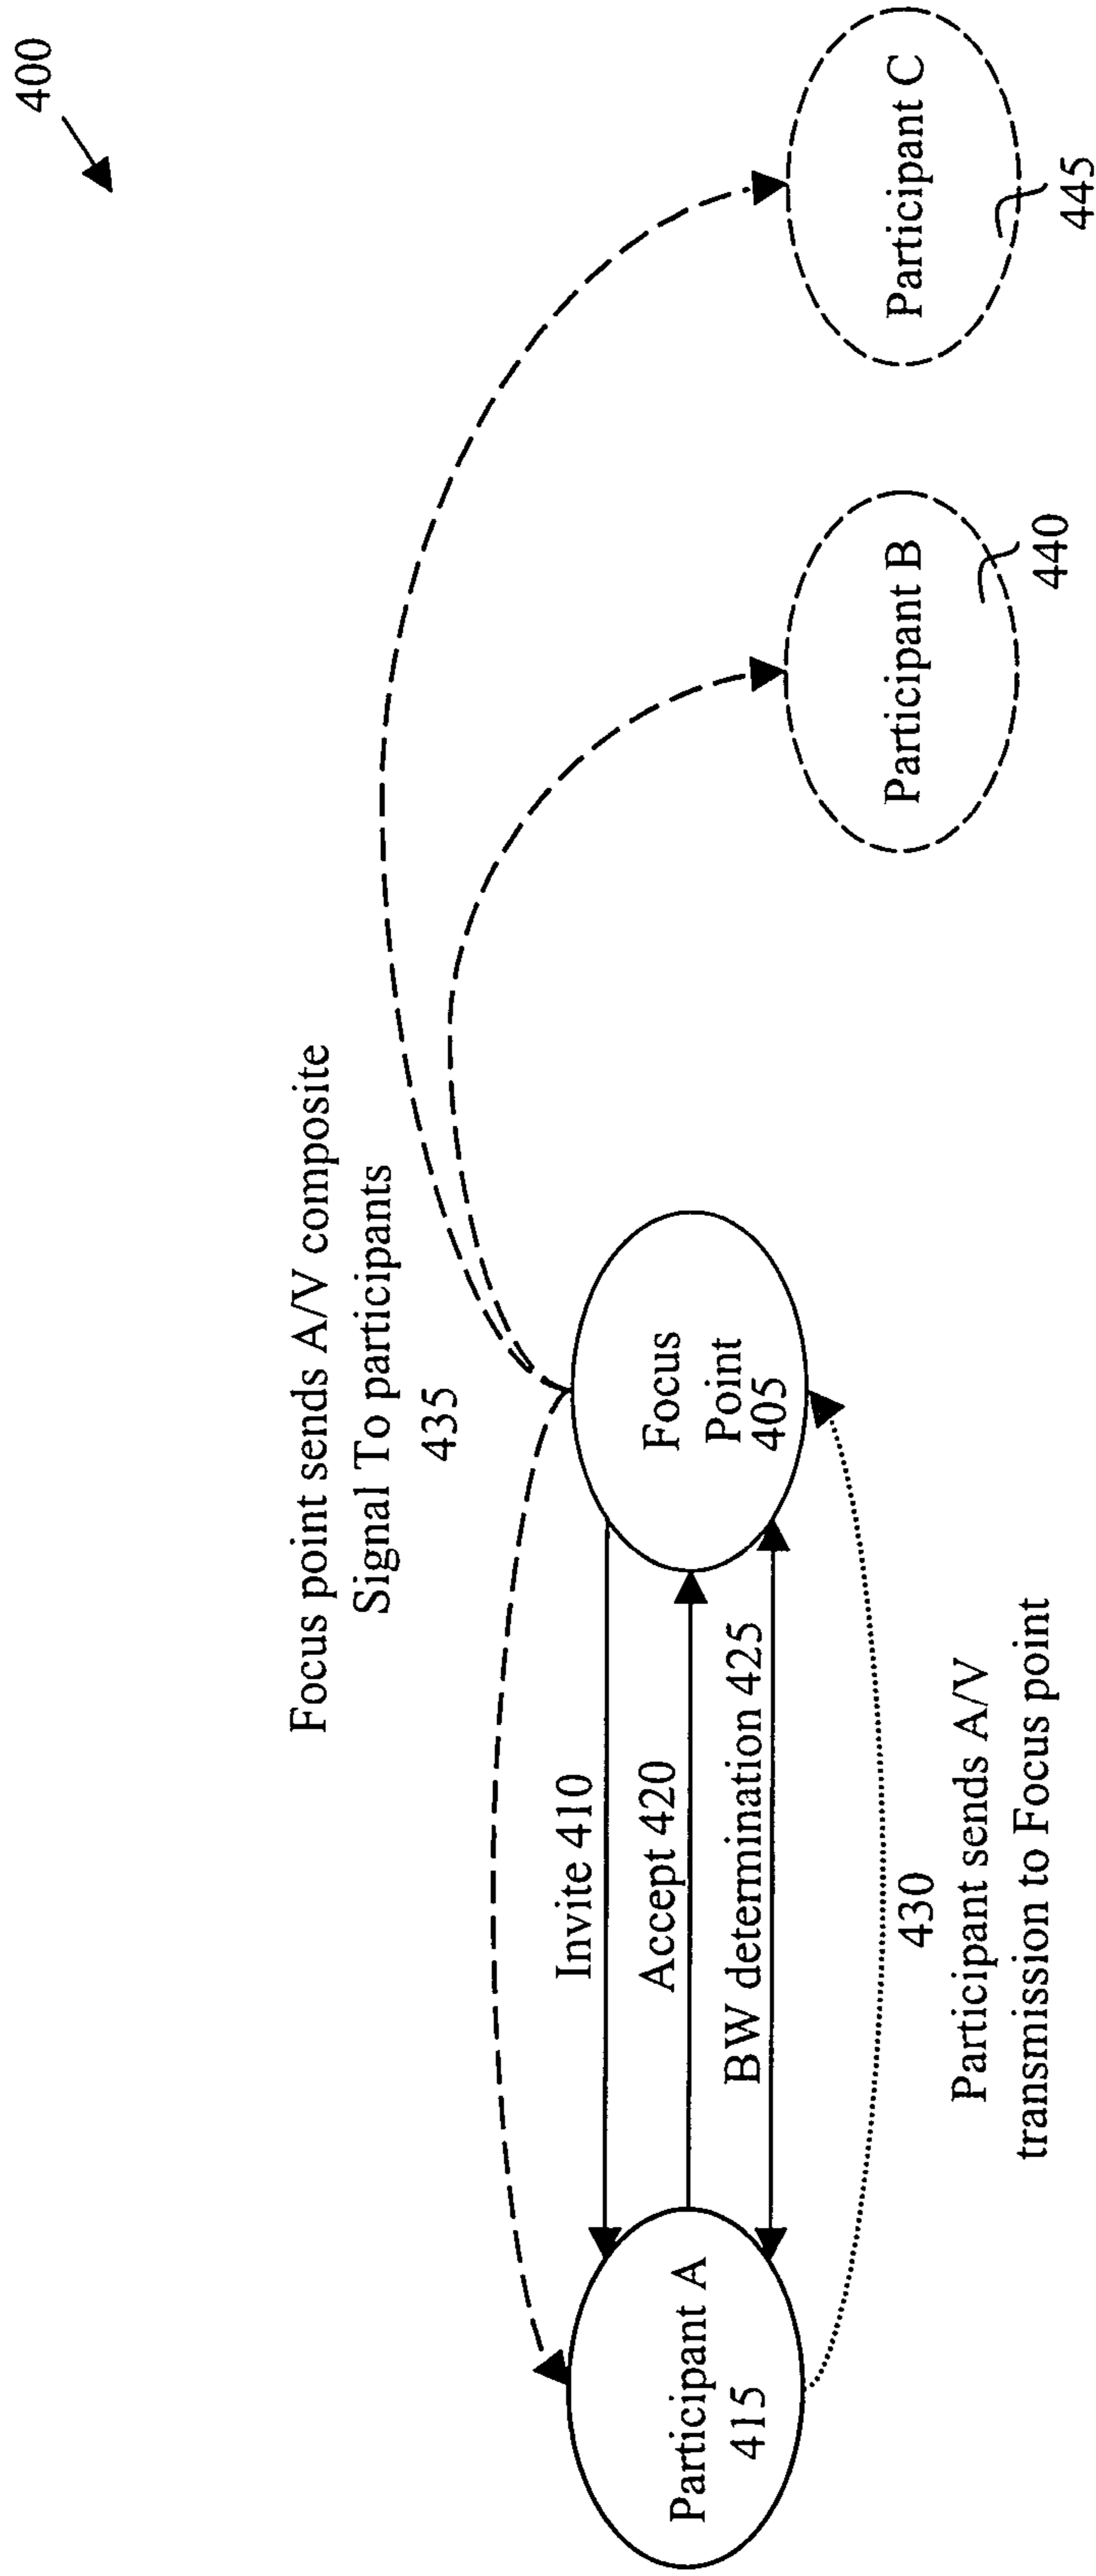 400
Focus point sends A/V composite
Signal To participants
435
Invite 410
Accept 420
BW determination 425
Participant A
415
Focus
Point
405
430
Participant sends A/V
transmission to Focus point
Participant B
440
Participant C
445